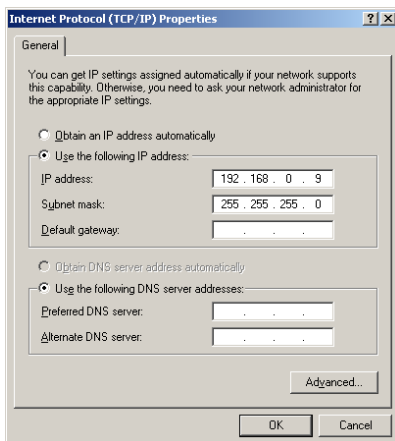 Internet Protocol (TCP/IP) Properties
General
You can get IP settings assigned automatically if your network supports
this capability. Otherwise, you need to ask your network administrator for
the appropriate IP settings.
Obtain an IP address automatically
Use the following IP address:
IP address: 192 . 168 . 0 . 9
Subnet mask: 255 . 255 . 255 . 0
Default gateway: . . .
Obtain DNS server address automatically
Use the following DNS server addresses:
Preferred DNS server: . . .
Alternate DNS server: . . .
Advanced...
OK Cancel